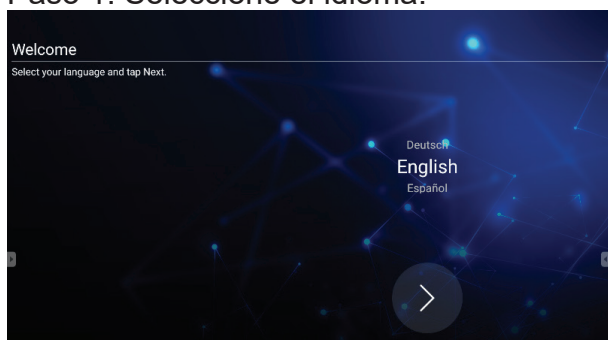 Paso 1: Seleccione el idioma.
Welcome
Select your language and tap Next.
Deutsch
English
Español